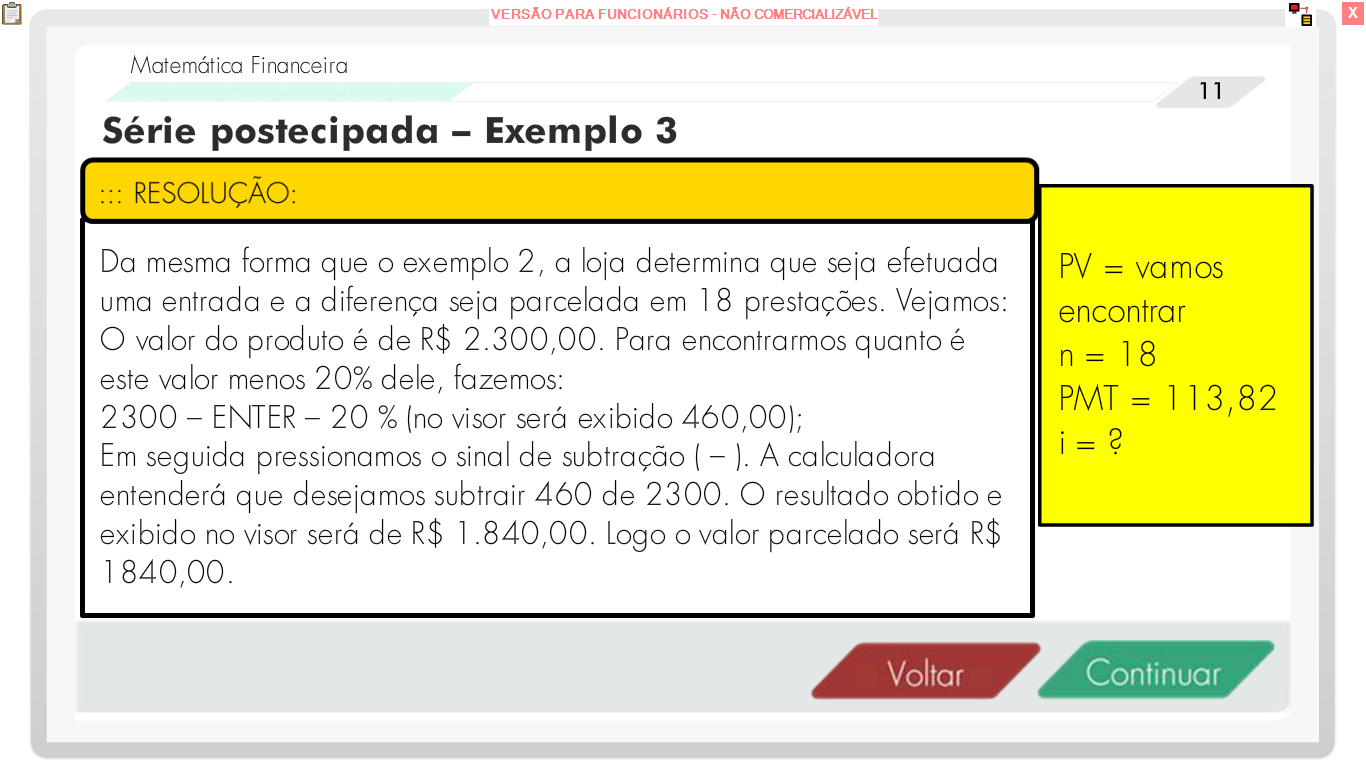 VERSÃO PARA FUNCIONÁRIOS - NÃO COMERCIALIZÁVEL
X
Matemática Financeira
11
Série postecipada – Exemplo 3
::: RESOLUÇÃO:
Da mesma forma que o exemplo 2, a loja determina que seja efetuada
uma entrada e a diferença seja parcelada em 18 prestações. Vejamos:
O valor do produto é de R$ 2.300,00. Para encontrarmos quanto é
este valor menos 20% dele, fazemos:
2300 – ENTER – 20 % (no visor será exibido 460,00);
Em seguida pressionamos o sinal de subtração ( – ). A calculadora
entenderá que desejamos subtrair 460 de 2300. O resultado obtido e
exibido no visor será de R$ 1.840,00. Logo o valor parcelado será R$
1840,00.
PV = vamos
encontrar
n = 18
PMT = 113,82
i = ?
Voltar
Continuar